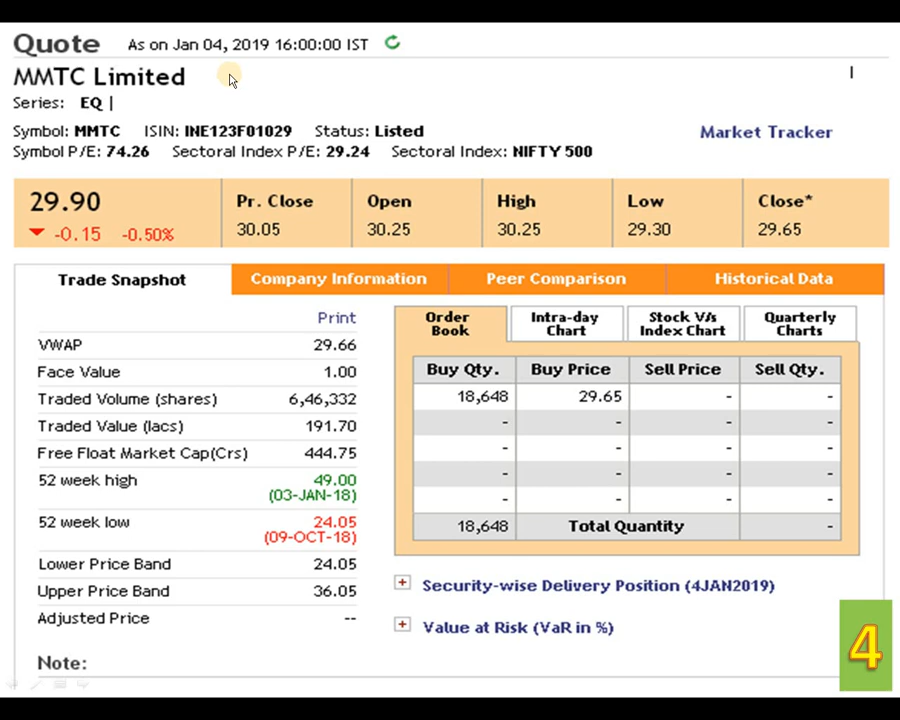 Quote As on Jan 04, 2019 16:00:00 IST
MMTC Limited
Series: EQ |
Symbol: MMTC ISIN: INE123F01029 Status: Listed Market Tracker
Symbol P/E: 74.26 Sectoral Index P/E: 29.24 Sectoral Index: NIFTY 500
29.90 Pr. Close Open High Low Close*
-0.15 -0.50% 30.05 30.25 30.25 29.30 29.65
Trade Snapshot Company Information Peer Comparison Historical Data
Print
VWAP 29.66
Face Value 1.00
Traded Volume (shares) 6,46,332
Traded Value (lacs) 191.70
Free Float Market Cap(Crs) 444.75
52 week high 49.00
(03-JAN-18)
52 week low 24.05
(09-OCT-18)
Lower Price Band 24.05
Upper Price Band 36.05
Adjusted Price --
Note:
Order Intra-day Stock V/s Quarterly
Book Chart Index Chart Charts
Buy Qty. Buy Price Sell Price Sell Qty.
18,648 29.65 - -
- - - -
- - - -
- - - -
- - - -
18,648 Total Quantity -
+ Security-wise Delivery Position (4JAN2019)
+ Value at Risk (VaR in %)
4